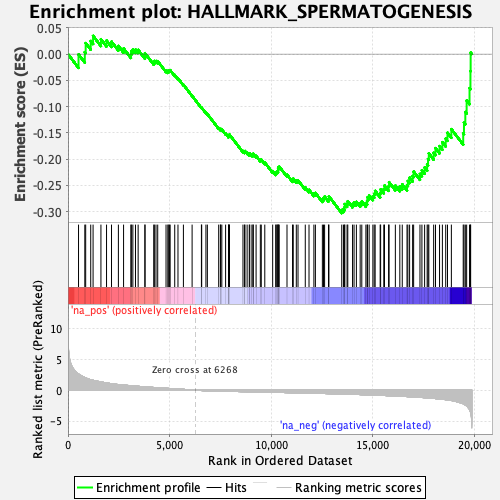 Enrichment plot: HALLMARK_SPERMATOGENESIS
Enrichment score (ES)
0.05
0.00
-0.05
-0.10
-0.15
-0.20
-0.25
-0.30
'na_pos' (positively correlated)
Ranked list metric (PreRanked)
10
5
0
-5
Zero cross at 6268
'na_neg' (negatively correlated)
0
5,000
10,000
15,000
20,000
Rank in Ordered Dataset
Enrichment profile
Hits
Ranking metric scores